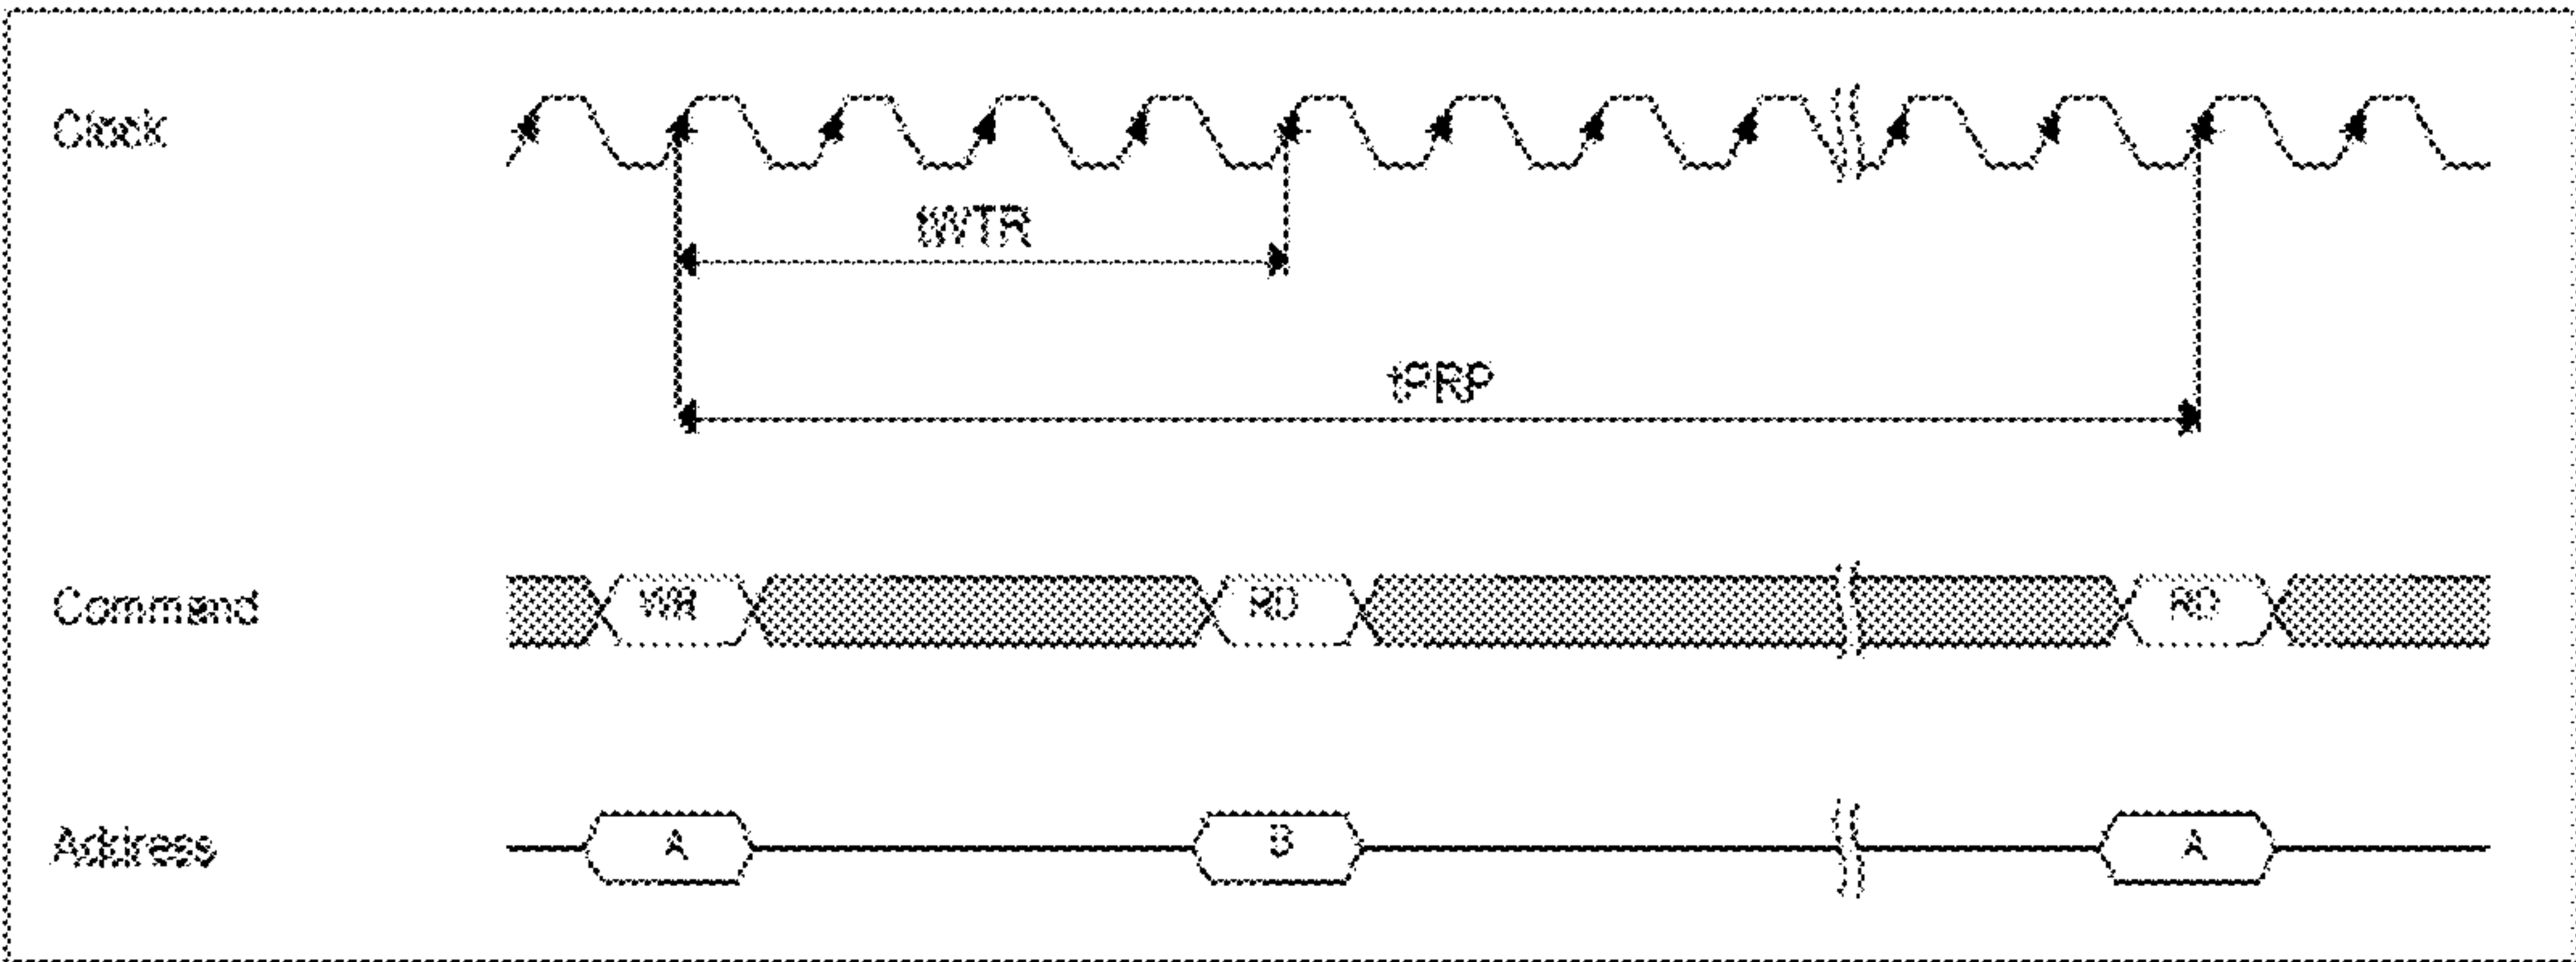 Clock
tWTR
tPRP
Command WR RD RD
Address A B A